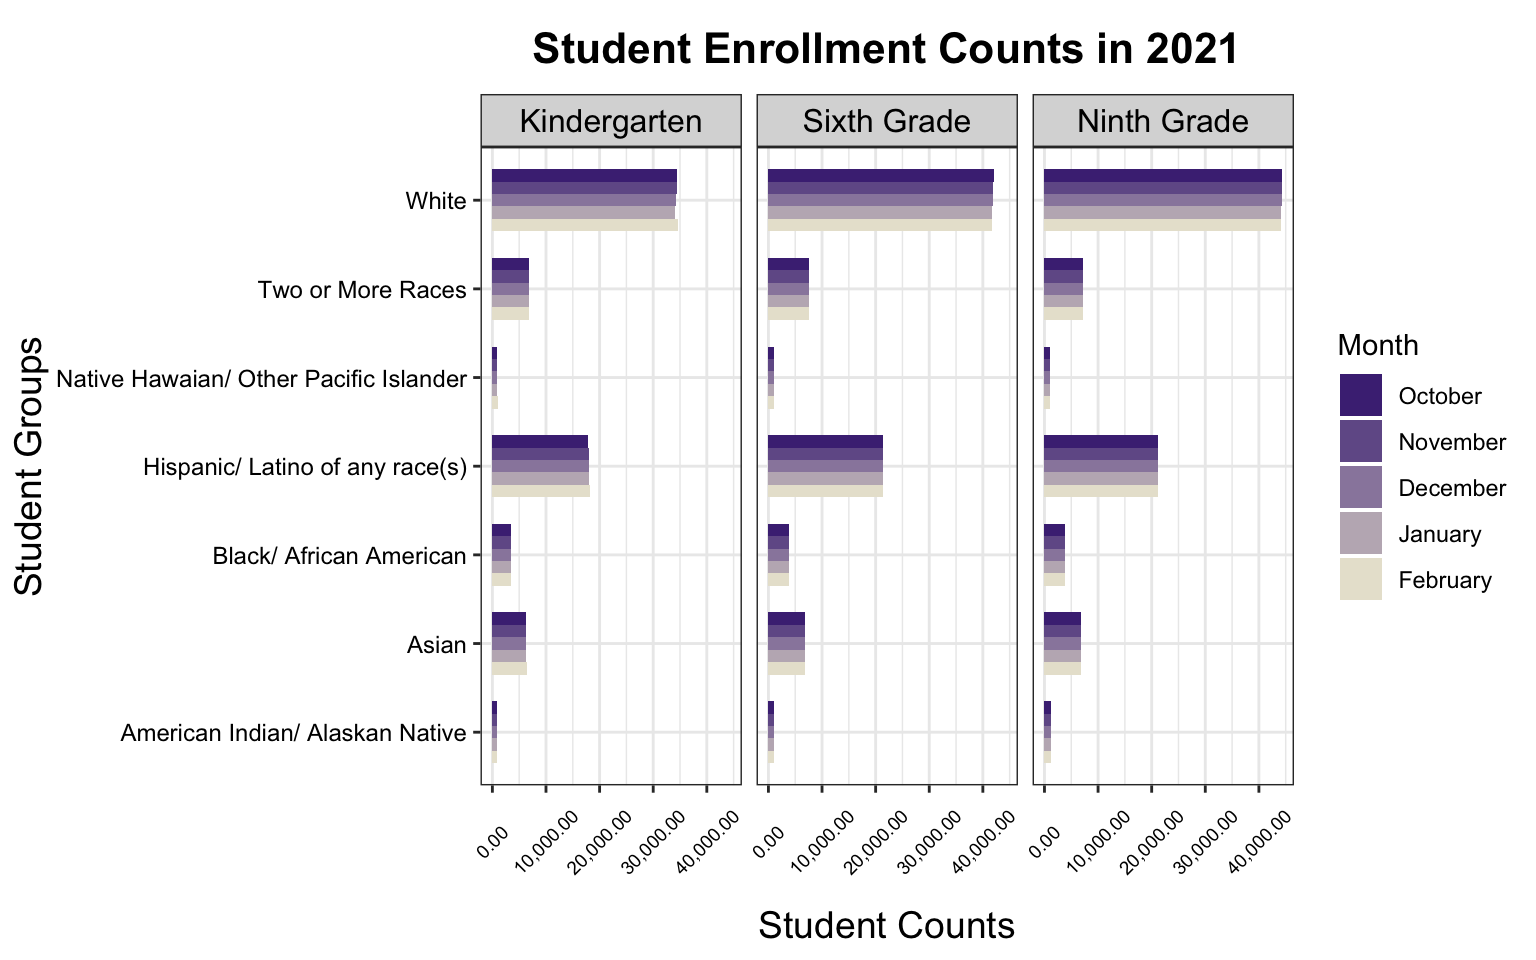 Student Enrollment Counts in 2021
Kindergarten
Sixth Grade
Ninth Grade
Student Groups
White
Two or More Races
Native Hawaian/ Other Pacific Islander
Hispanic/ Latino of any race(s)
Black/ African American
Asian
American Indian/ Alaskan Native
0.00
10,000.00
20,000.00
30,000.00
40,000.00
0.00
10,000.00
20,000.00
30,000.00
40,000.00
0.00
10,000.00
20,000.00
30,000.00
40,000.00
Student Counts
Month
October
November
December
January
February